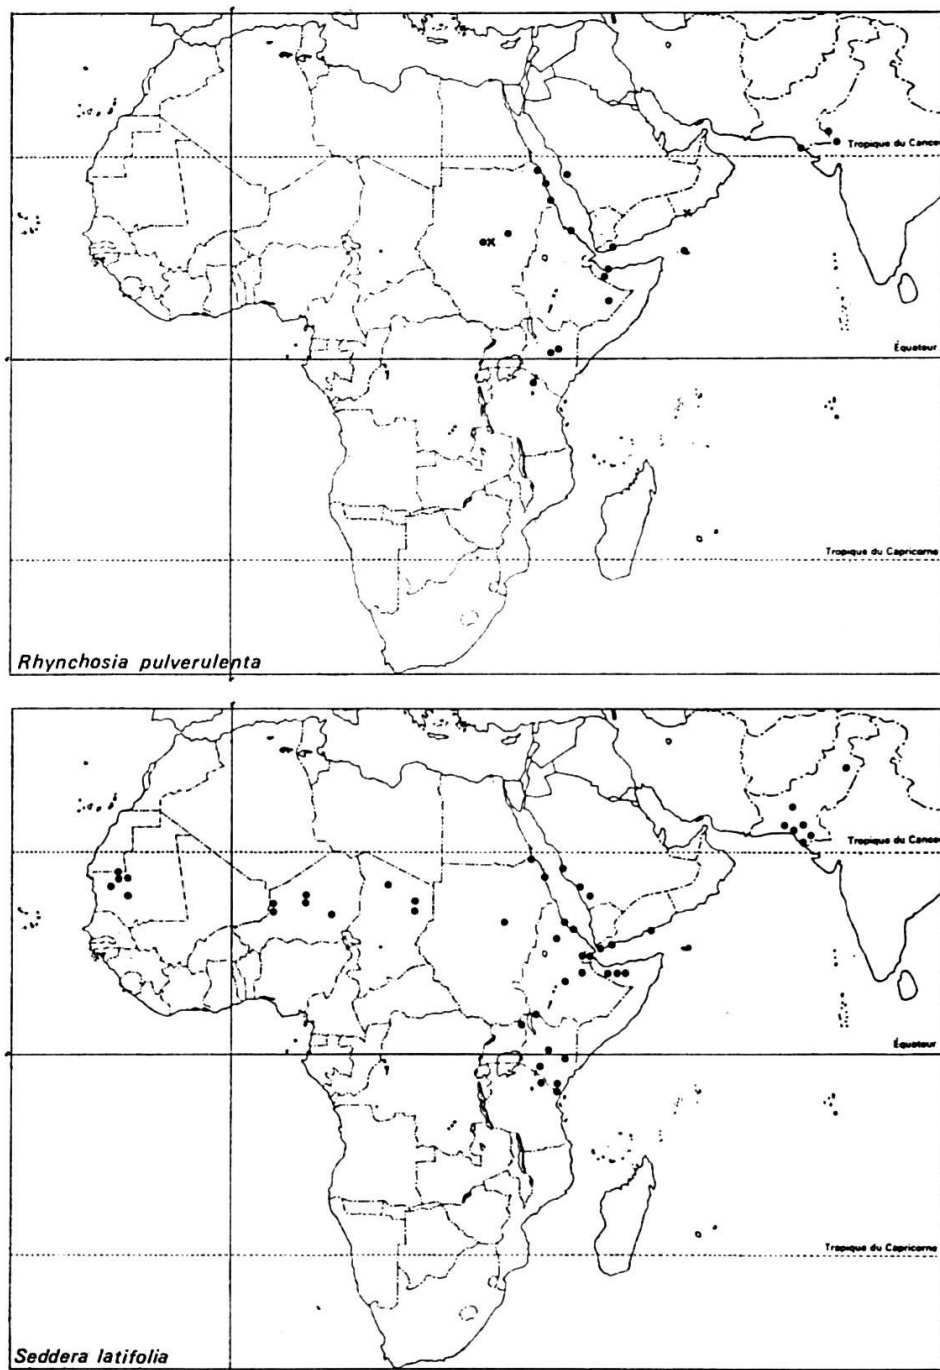 Tropique du Cancer
Équateur
Tropique du Capricorne
Rhynchosia pulverulenta
Tropique du Cancer
Équateur
Tropique du Capricorne
Seddera latifolia